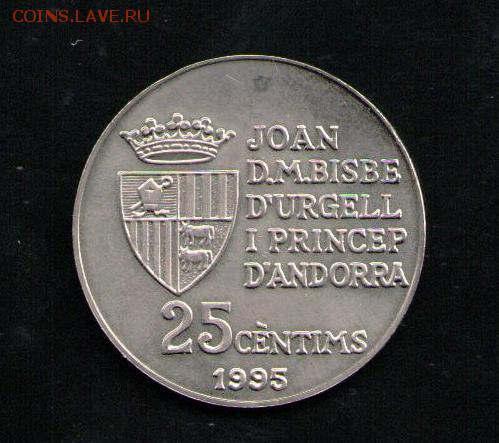 COINS.LAVE.RU
JOAN
D.M.BISBE
D'URGELL
I PRINCEP
D'ANDORRA
25 CÈNTIMS
1995